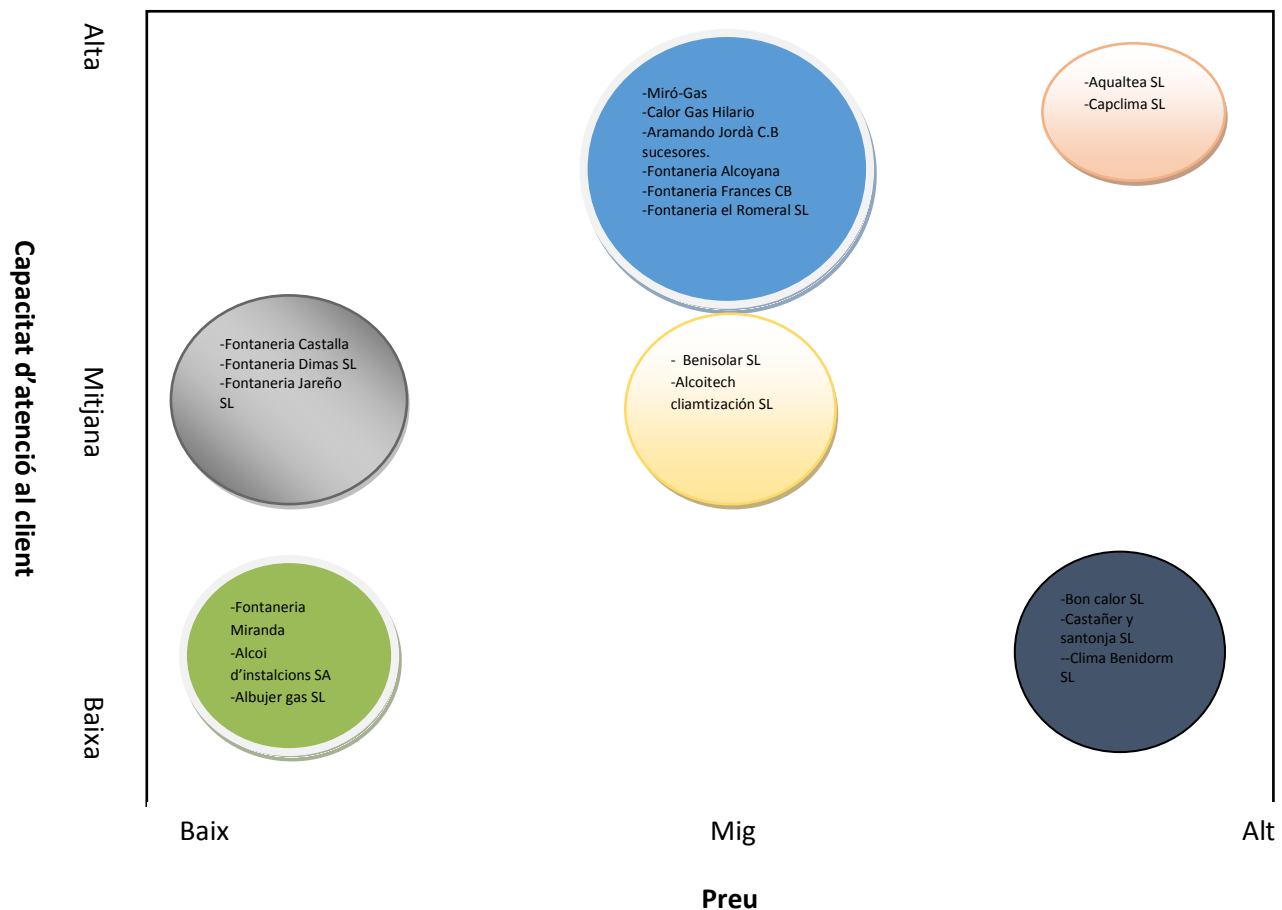 Alta
-Miró-Gas
-Calor Gas Hilario
-Aramando Jordà C.B
sucesores.
-Fontaneria Alcoyana
-Fontaneria Frances CB
-Fontaneria el Romeral SL
-Aqualtea SL
-Capclima SL
Capacitat d’atenció al client
Mitjana
-Fontaneria Castalla
-Fontaneria Dimas SL
-Fontaneria Jareño
SL
- Benisolar SL
-Alcoitech
cliamtización SL
Baixa
-Fontaneria
Miranda
-Alcoi
d’instalcions SA
-Albujer gas SL
-Bon calor SL
-Castañer y
santonja SL
--Clima Benidorm
SL
Baix
Mig
Alt
Preu